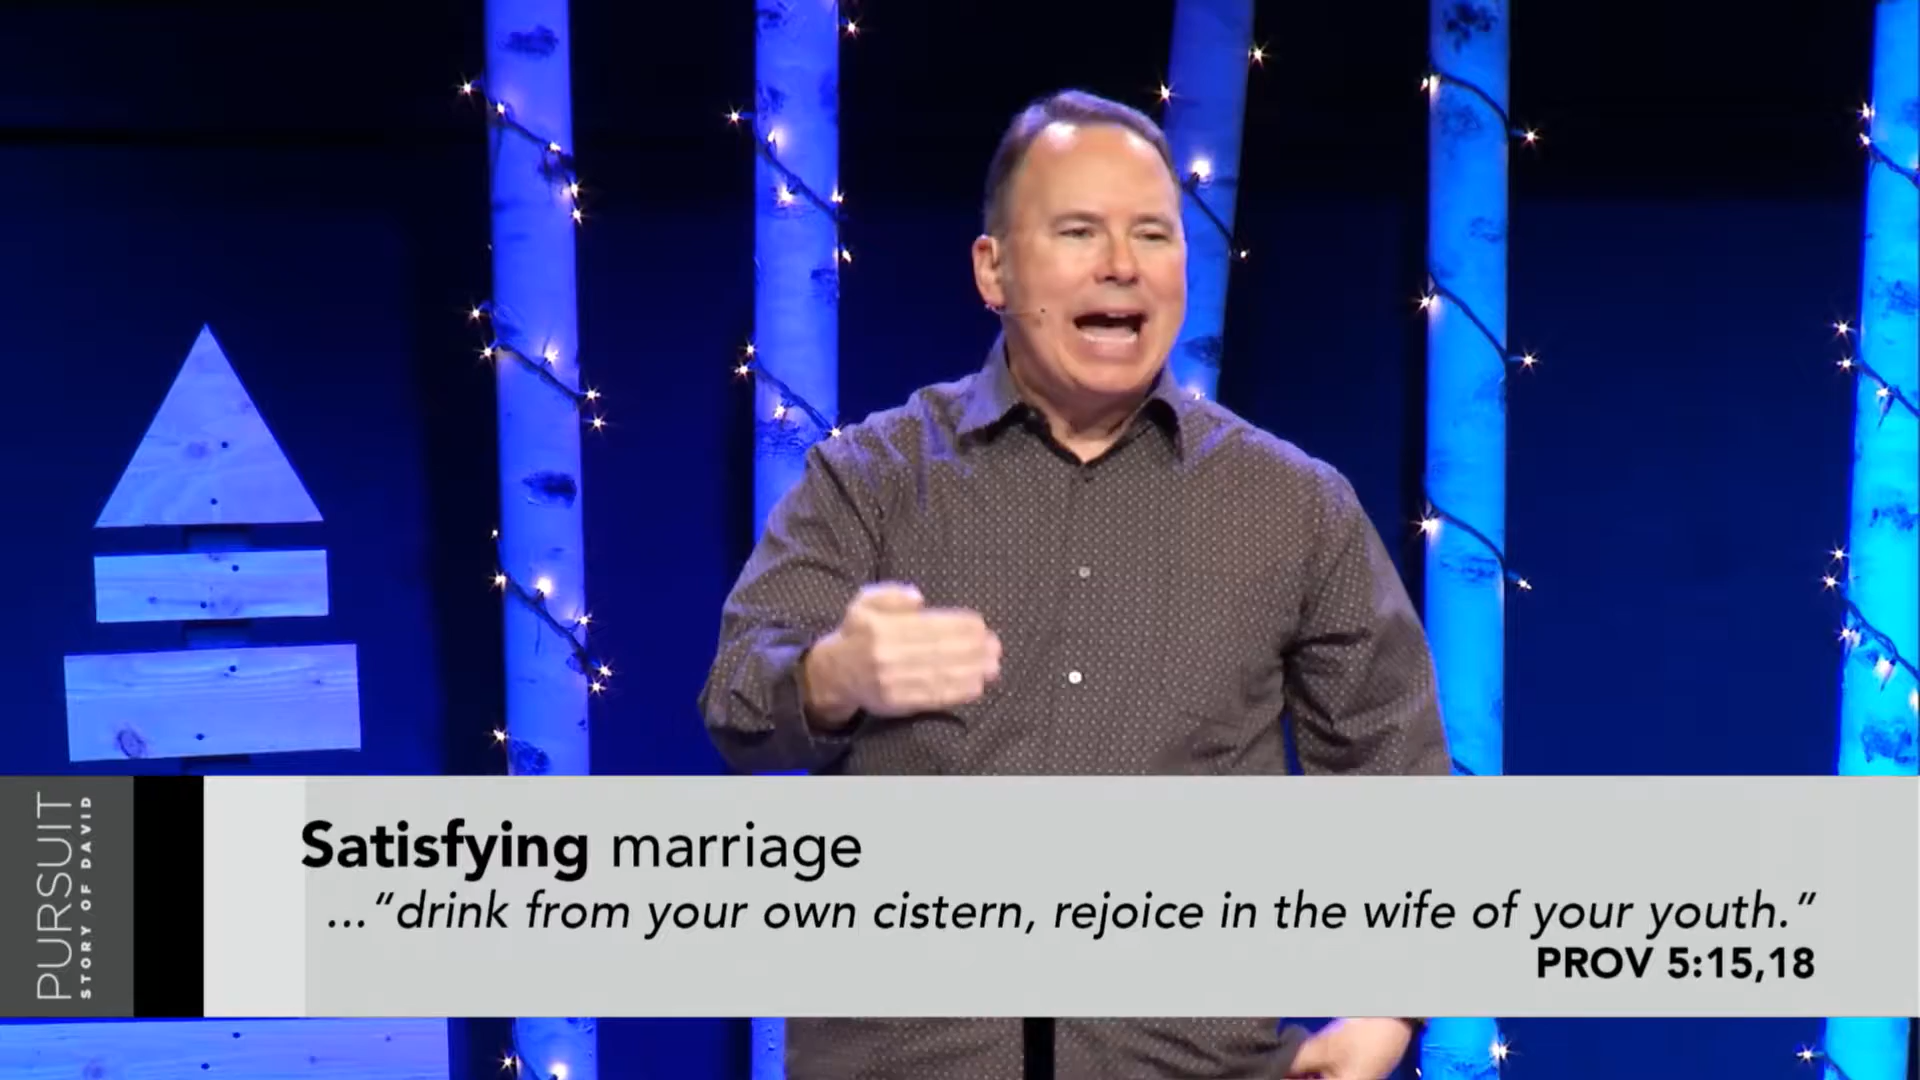 PURSUIT
STORY OF DAVID
Satisfying marriage
..."drink from your own cistern, rejoice in the wife of your youth."
PROV 5:15,18